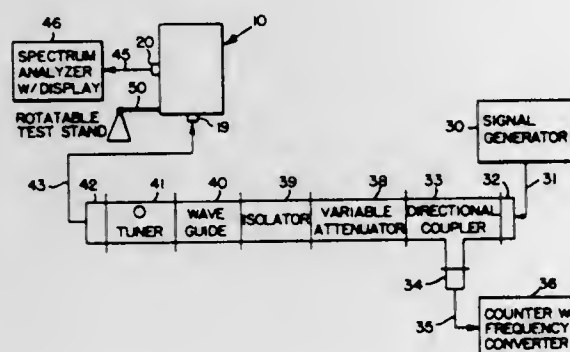 46
10
20
45
SPECTRUM
ANALYZER
W/DISPLAY
50
ROTATABLE
TEST STAND
19
30
SIGNAL
GENERATOR
43
42
41
40
39
38
33
32
31
TUNER
WAVE
GUIDE
ISOLATOR
VARIABLE
ATTENUATOR
DIRECTIONAL
COUPLER
34
35
36
COUNTER W
FREQUENCY
CONVERTER